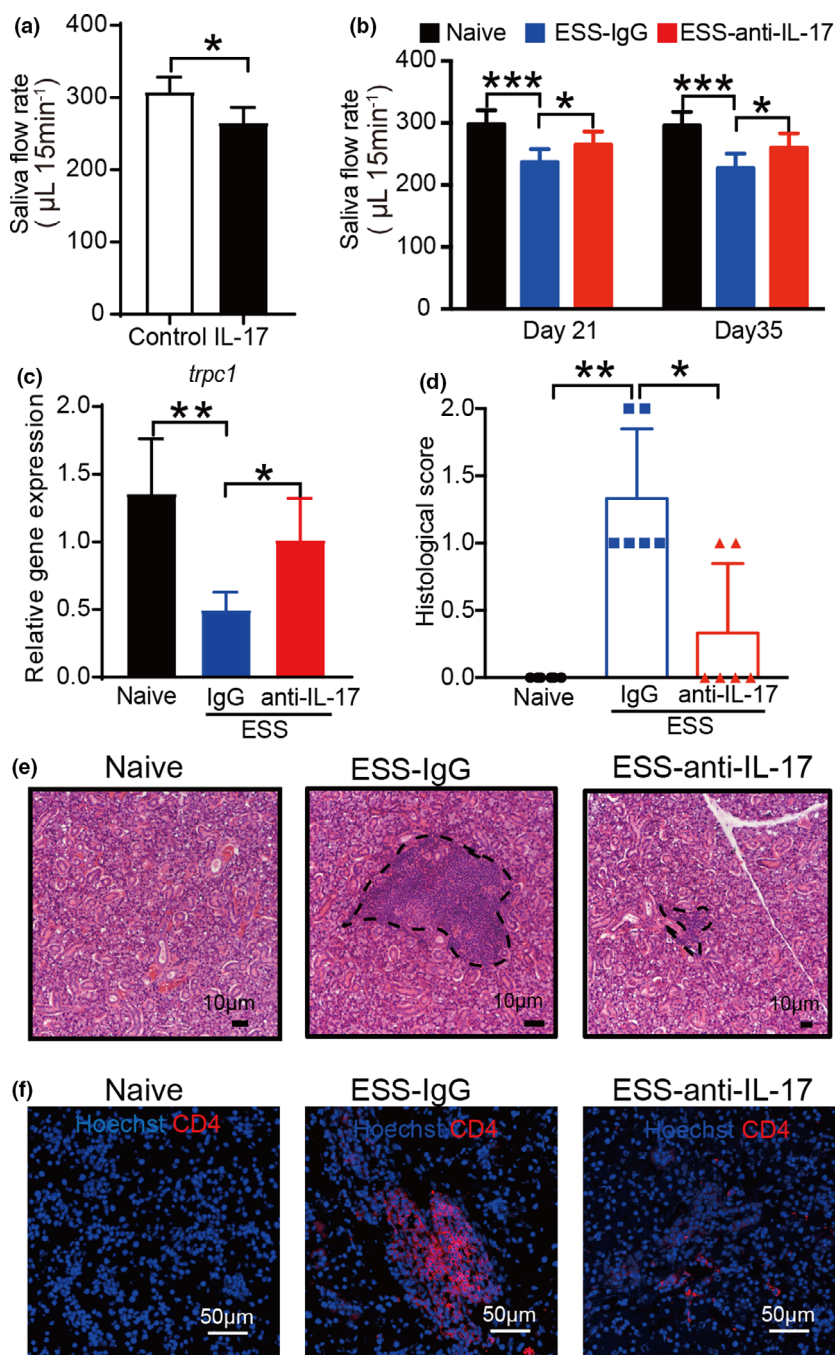 (a)
*
400
300
200
100
0
Saliva flow rate
( µL 15min⁻¹)
Control IL-17
(b)
Naive ESS-IgG ESS-anti-IL-17
*** * *** *
400
300
200
100
0
Saliva flow rate
( µL 15min⁻¹)
Day 21 Day35
(c)
trpc1
** *
2.0
1.5
1.0
0.5
0.0
Relative gene expression
Naive IgG anti-IL-17
ESS
(d)
** *
2.0
1.5
1.0
0.5
0.0
Histological score
Naive IgG anti-IL-17
ESS
(e)
Naive ESS-IgG ESS-anti-IL-17
10µm 10µm 10µm
(f)
Naive ESS-IgG ESS-anti-IL-17
Hoechst CD4 Hoechst CD4 Hoechst CD4
50µm 50µm 50µm